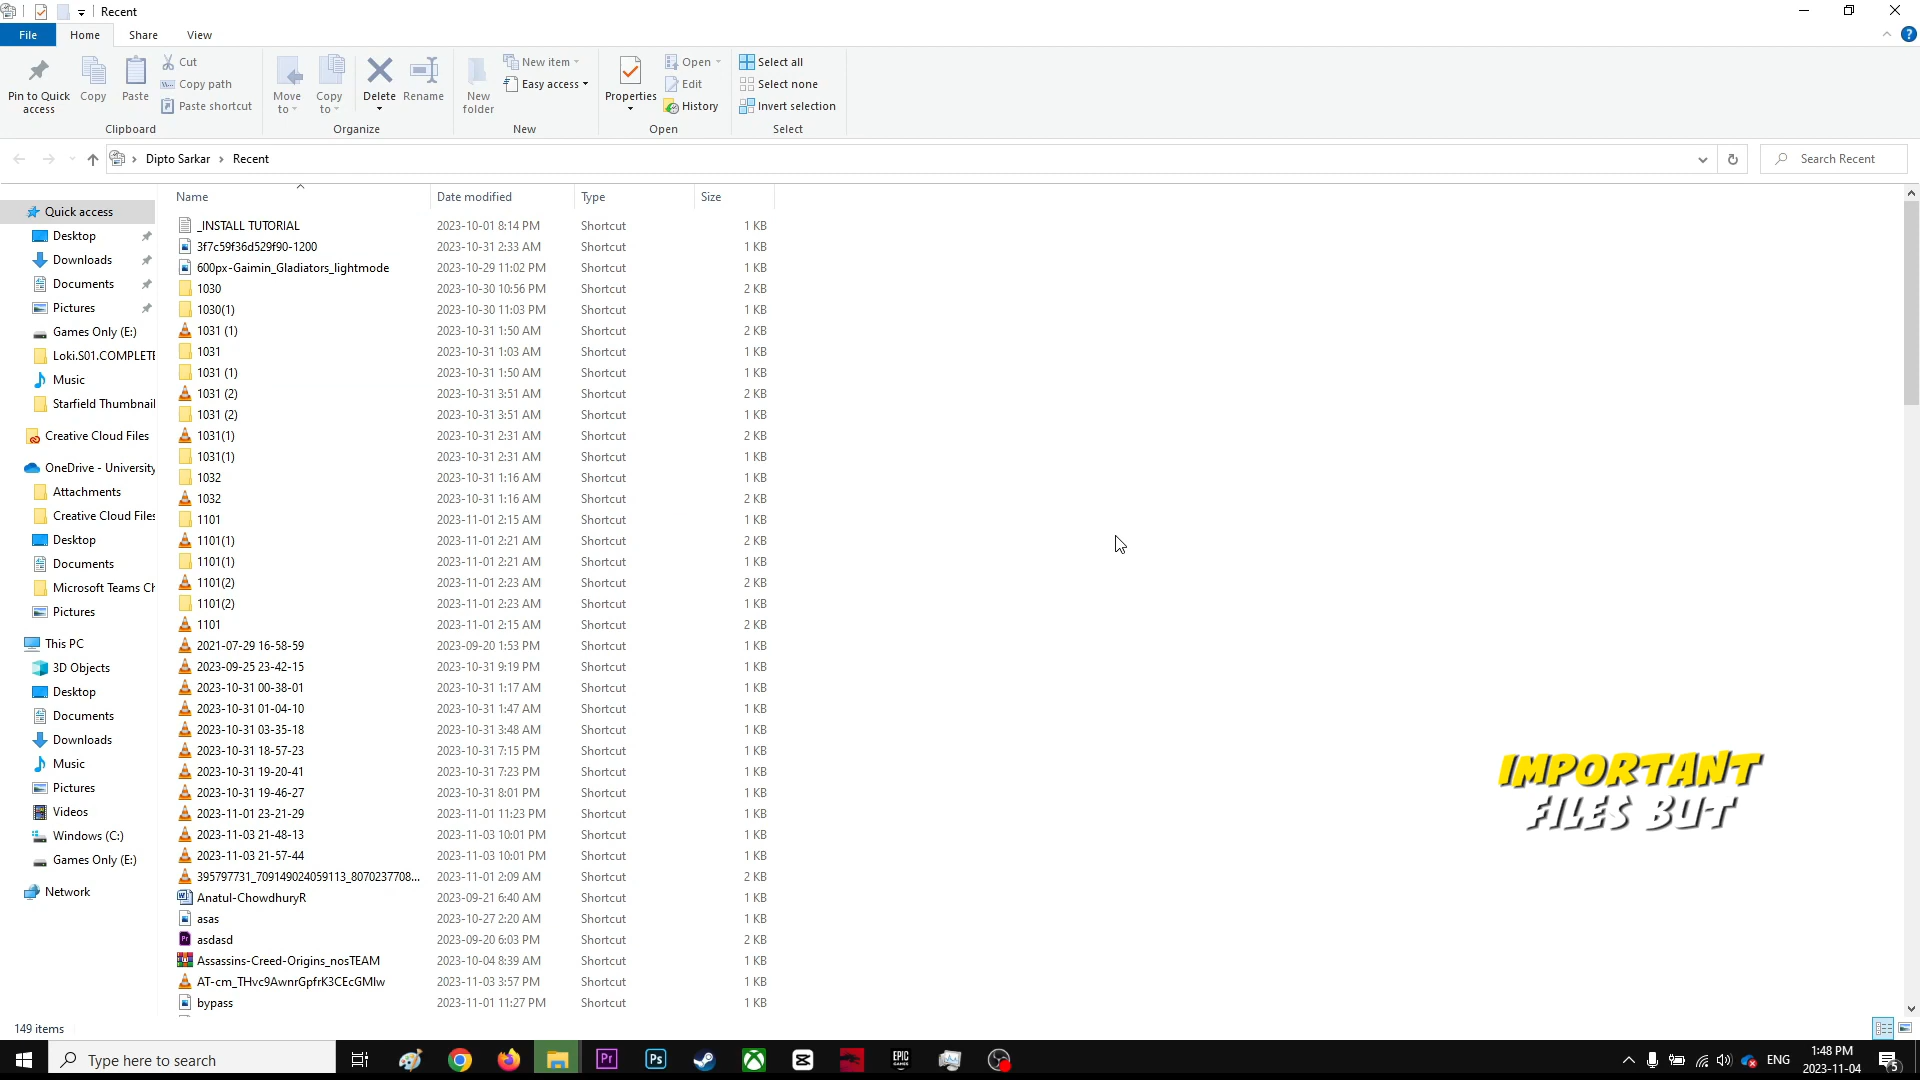 Recent
File Home Share View
Pin to Quick access
Copy
Paste
Cut
Copy path
Paste shortcut
Clipboard
Move to
Copy to
Delete
Rename
Organize
New folder
New item
Easy access
New
Properties
Open
Edit
History
Open
Select all
Select none
Invert selection
Select
Dipto Sarkar > Recent
Search Recent
Quick access
Desktop
Downloads
Documents
Pictures
Games Only (E:)
Loki.S01.COMPLETE
Music
Starfield Thumbnail
Creative Cloud Files
OneDrive - University
Attachments
Creative Cloud Files
Desktop
Documents
Microsoft Teams Ch
Pictures
This PC
3D Objects
Desktop
Documents
Downloads
Music
Pictures
Videos
Windows (C:)
Games Only (E:)
Network
Name Date modified Type Size
_INSTALL TUTORIAL 2023-10-01 8:14 PM Shortcut 1 KB
3f7c59f36d529f90-1200 2023-10-31 2:33 AM Shortcut 1 KB
600px-Gaimin_Gladiators_lightmode 2023-10-29 11:02 PM Shortcut 1 KB
1030 2023-10-30 10:56 PM Shortcut 2 KB
1030(1) 2023-10-30 11:03 PM Shortcut 1 KB
1031 (1) 2023-10-31 1:50 AM Shortcut 2 KB
1031 2023-10-31 1:03 AM Shortcut 1 KB
1031 (1) 2023-10-31 1:50 AM Shortcut 1 KB
1031 (2) 2023-10-31 3:51 AM Shortcut 2 KB
1031 (2) 2023-10-31 3:51 AM Shortcut 1 KB
1031(1) 2023-10-31 2:31 AM Shortcut 2 KB
1031(1) 2023-10-31 2:31 AM Shortcut 1 KB
1032 2023-10-31 1:16 AM Shortcut 1 KB
1032 2023-10-31 1:16 AM Shortcut 2 KB
1101 2023-11-01 2:15 AM Shortcut 1 KB
1101(1) 2023-11-01 2:21 AM Shortcut 2 KB
1101(1) 2023-11-01 2:21 AM Shortcut 1 KB
1101(2) 2023-11-01 2:23 AM Shortcut 2 KB
1101(2) 2023-11-01 2:23 AM Shortcut 1 KB
1101 2023-11-01 2:15 AM Shortcut 2 KB
2021-07-29 16-58-59 2023-09-20 1:53 PM Shortcut 1 KB
2023-09-25 23-42-15 2023-10-31 9:19 PM Shortcut 1 KB
2023-10-31 00-38-01 2023-10-31 1:17 AM Shortcut 1 KB
2023-10-31 01-04-10 2023-10-31 1:47 AM Shortcut 1 KB
2023-10-31 03-35-18 2023-10-31 3:48 AM Shortcut 1 KB
2023-10-31 18-57-23 2023-10-31 7:15 PM Shortcut 1 KB
2023-10-31 19-20-41 2023-10-31 7:23 PM Shortcut 1 KB
2023-10-31 19-46-27 2023-10-31 8:01 PM Shortcut 1 KB
2023-11-01 23-21-29 2023-11-01 11:23 PM Shortcut 1 KB
2023-11-03 21-48-13 2023-11-03 10:01 PM Shortcut 1 KB
2023-11-03 21-57-44 2023-11-03 10:01 PM Shortcut 1 KB
395797731_709149024059113_8070237708... 2023-11-01 2:09 AM Shortcut 2 KB
Anatul-ChowdhuryR 2023-09-21 6:40 AM Shortcut 1 KB
asas 2023-10-27 2:20 AM Shortcut 1 KB
asdasd 2023-09-20 6:03 PM Shortcut 2 KB
Assassins-Creed-Origins_nosTEAM 2023-10-04 8:39 AM Shortcut 1 KB
AT-cm_THvc9AwnrGpfrK3CEcGMIw 2023-11-03 3:57 PM Shortcut 1 KB
bypass 2023-11-01 11:27 PM Shortcut 1 KB
IMPORTANT
FILES BUT
149 items
Type here to search
Pr
Ps
EPIC GAMES
ENG
1:48 PM
2023-11-04
5